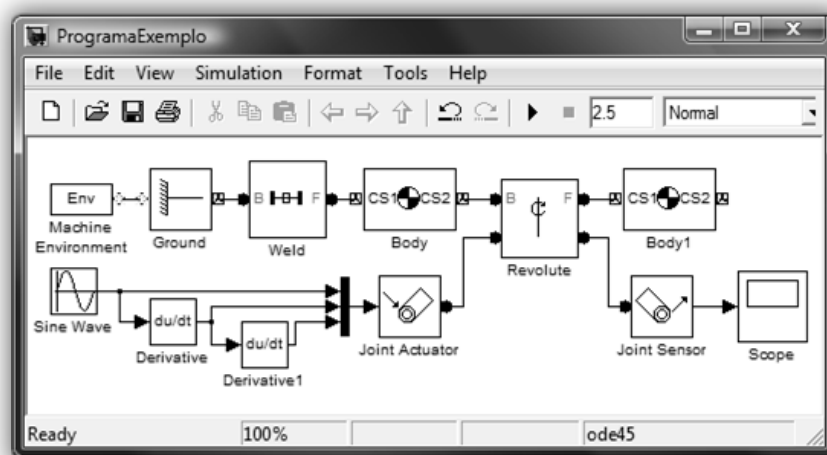 ProgramaExemplo
File Edit View Simulation Format Tools Help
2.5 Normal
Env
Machine
Environment
Ground
B F
Weld
CS1 CS2
Body
B F
Revolute
CS1 CS2
Body1
Sine Wave
du/dt
Derivative
du/dt
Derivative1
Joint Actuator
Joint Sensor
Scope
Ready 100% ode45